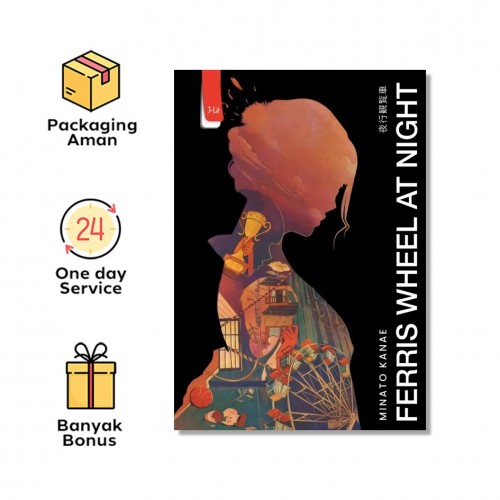 Packaging
Aman
24
One day
Service
Banyak
Bonus
J-Lit
夜行観覧車
MINATO KANAE
FERRIS WHEEL AT NIGHT